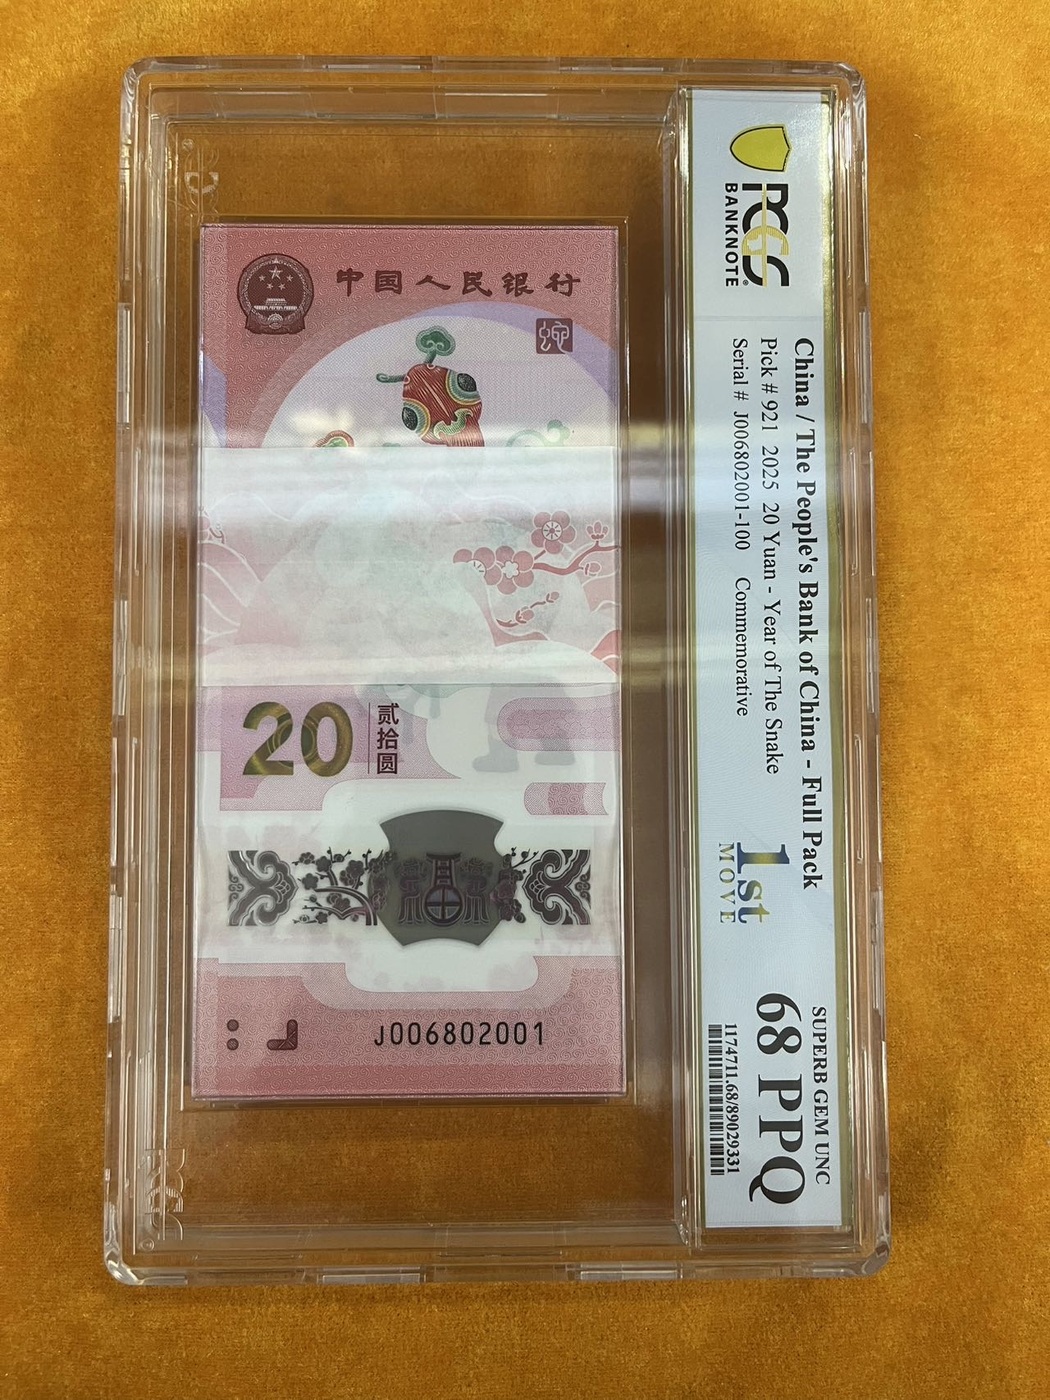 中国人民银行
20
贰拾圆
J006802001
PCGS
BANKNOTE
China / The People's Bank of China - Full Pack
Pick # 921 2025 20 Yuan - Year of The Snake
Serial # J006802001-100 Commemorative
1st
MOVE
SUPERB GEM UNC
68 PPQ
1174711.68/89029331